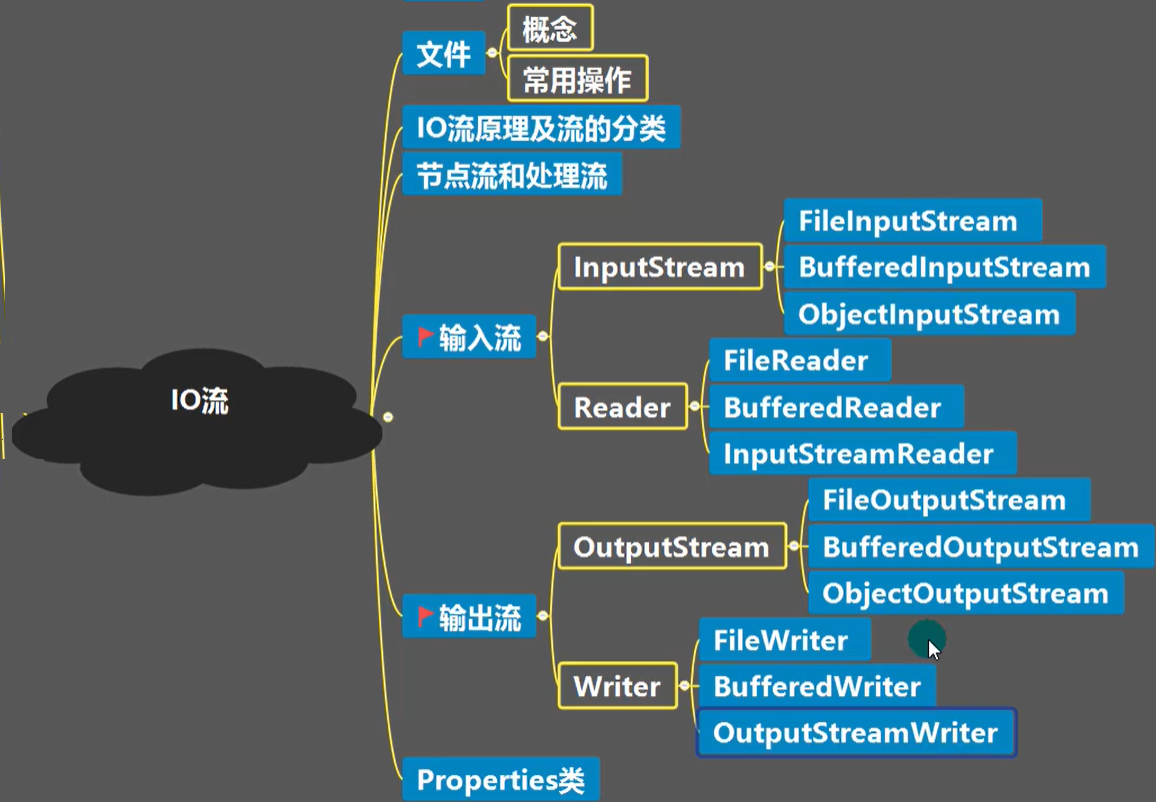 概念
文件
常用操作
IO流原理及流的分类
节点流和处理流
FileInputStream
InputStream
BufferedInputStream
ObjectInputStream
输入流
FileReader
Reader
BufferedReader
InputStreamReader
IO流
FileOutputStream
OutputStream
BufferedOutputStream
ObjectOutputStream
输出流
FileWriter
Writer
BufferedWriter
OutputStreamWriter
Properties类